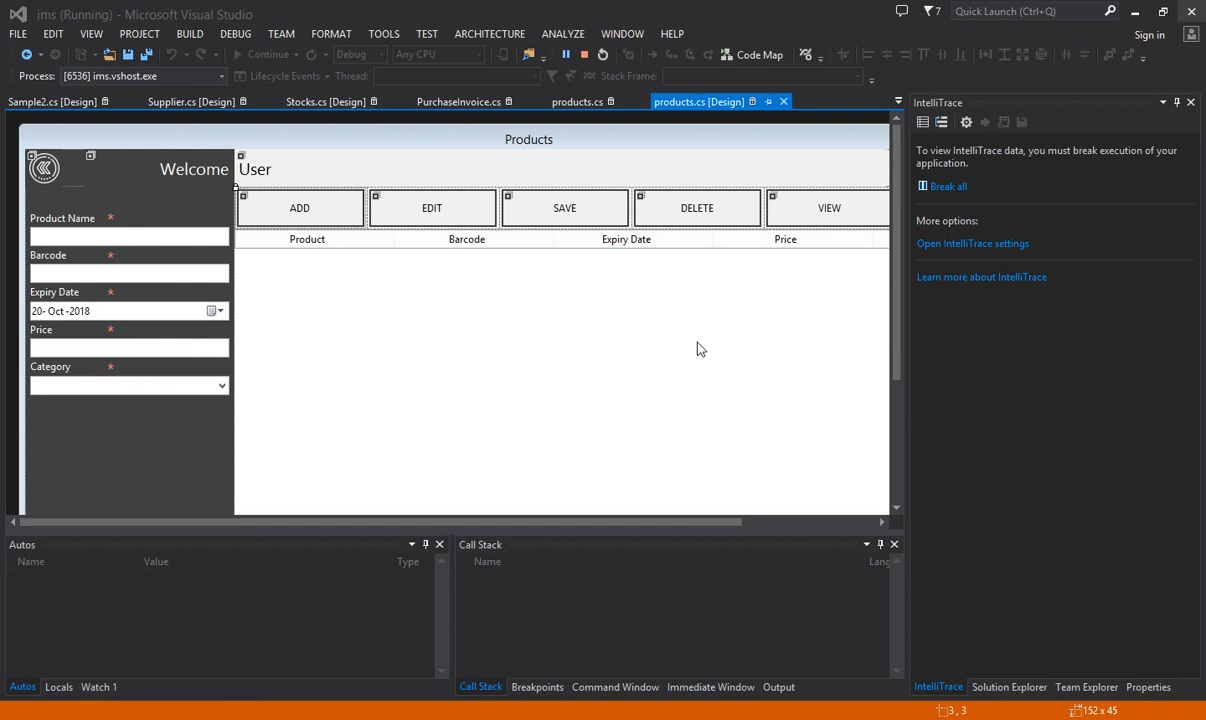 ims (Running) - Microsoft Visual Studio
7
Quick Launch (Ctrl+Q)
FILE EDIT VIEW PROJECT BUILD DEBUG TEAM FORMAT TOOLS TEST ARCHITECTURE ANALYZE WINDOW HELP
Sign in
Continue Debug Any CPU Code Map
Process: [6536] ims.vshost.exe Lifecycle Events Thread: Stack Frame:
Sample2.cs [Design] Supplier.cs [Design] Stocks.cs [Design] PurchaseInvoice.cs products.cs products.cs [Design]
IntelliTrace
Products
Welcome User
Product Name *
Barcode *
Expiry Date *
20- Oct -2018
Price *
Category *
ADD EDIT SAVE DELETE VIEW
Product Barcode Expiry Date Price
To view IntelliTrace data, you must break execution of your
application.
Break all
More options:
Open IntelliTrace settings
Learn more about IntelliTrace
Autos
Name Value Type
Call Stack
Name Lang
Autos Locals Watch 1
Call Stack Breakpoints Command Window Immediate Window Output
IntelliTrace Solution Explorer Team Explorer Properties
3 , 3 152 x 45